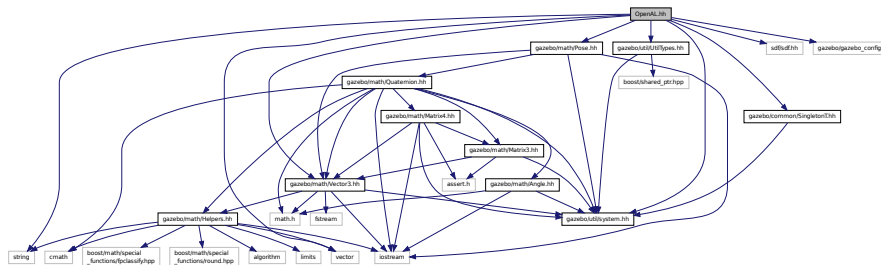 OpenAL.hh
gazebo/math/Pose.hh
gazebo/util/UtilTypes.hh
sdf/sdf.hh
gazebo/gazebo_config
gazebo/math/Quaternion.hh
boost/shared_ptr.hpp
gazebo/math/Matrix4.hh
gazebo/common/SingletonT.hh
gazebo/math/Matrix3.hh
gazebo/math/Vector3.hh
assert.h
gazebo/math/Angle.hh
gazebo/math/Helpers.hh
math.h
fstream
gazebo/util/system.hh
string
cmath
boost/math/special
_functions/fpclassify.hpp
boost/math/special
_functions/round.hpp
algorithm
limits
vector
iostream